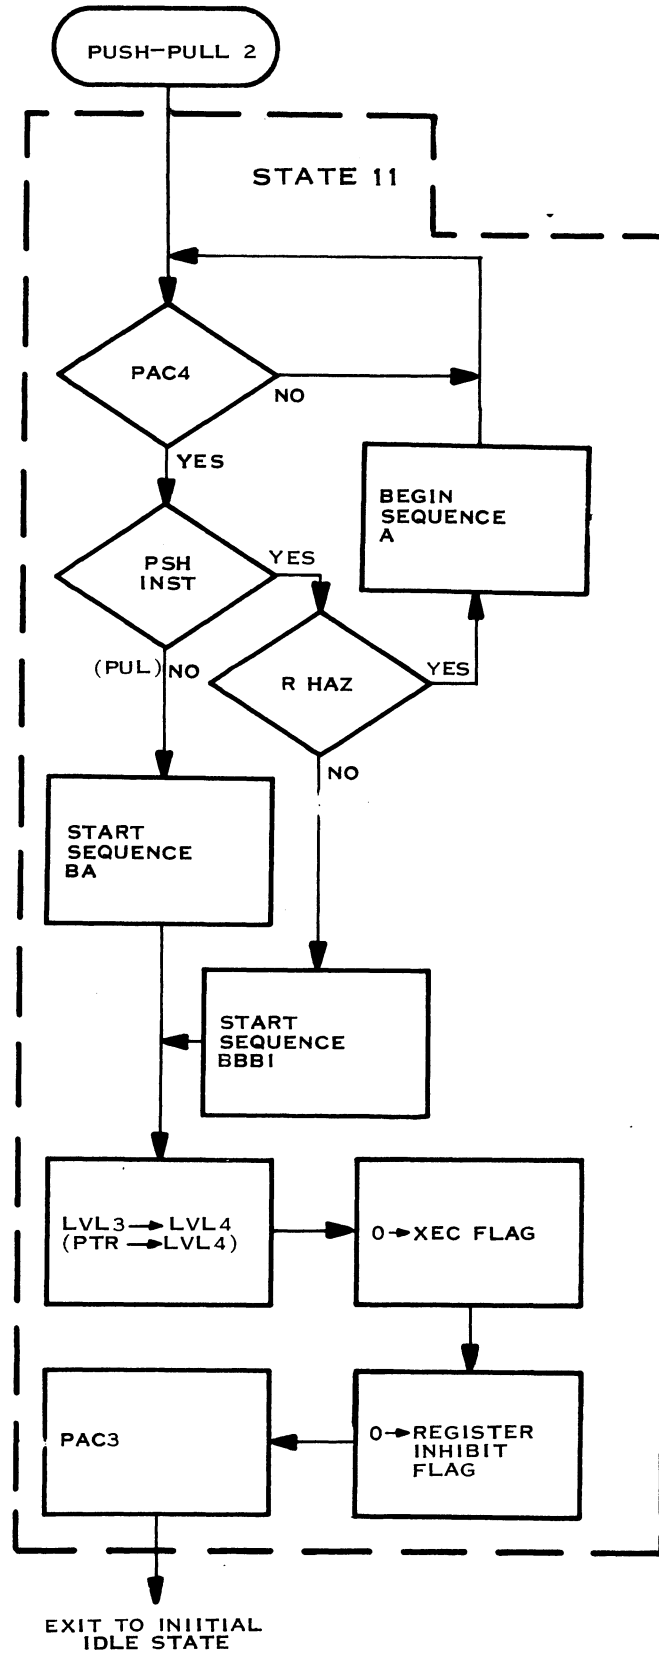 PUSH-PULL 2
STATE 11
PAC4
NO
YES
BEGIN
SEQUENCE
A
PSH
INST
YES
(PUL) NO
R HAZ
YES
NO
START
SEQUENCE
BA
START
SEQUENCE
BBB1
LVL3→LVL4
(PTR→LVL4)
0→XEC FLAG
PAC3
0→REGISTER
INHIBIT
FLAG
EXIT TO INIITIAL
IDLE STATE